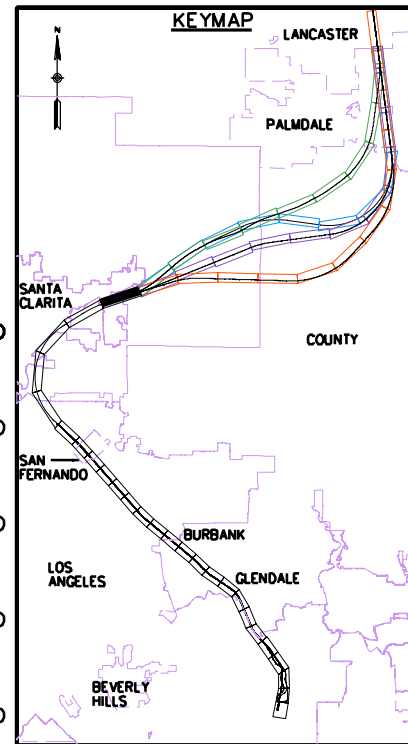 KEYMAP
N
LANCASTER
PALMDALE
SANTA
CLARITA
COUNTY
SAN
FERNANDO
BURBANK
LOS
ANGELES
GLENDALE
BEVERLY
HILLS